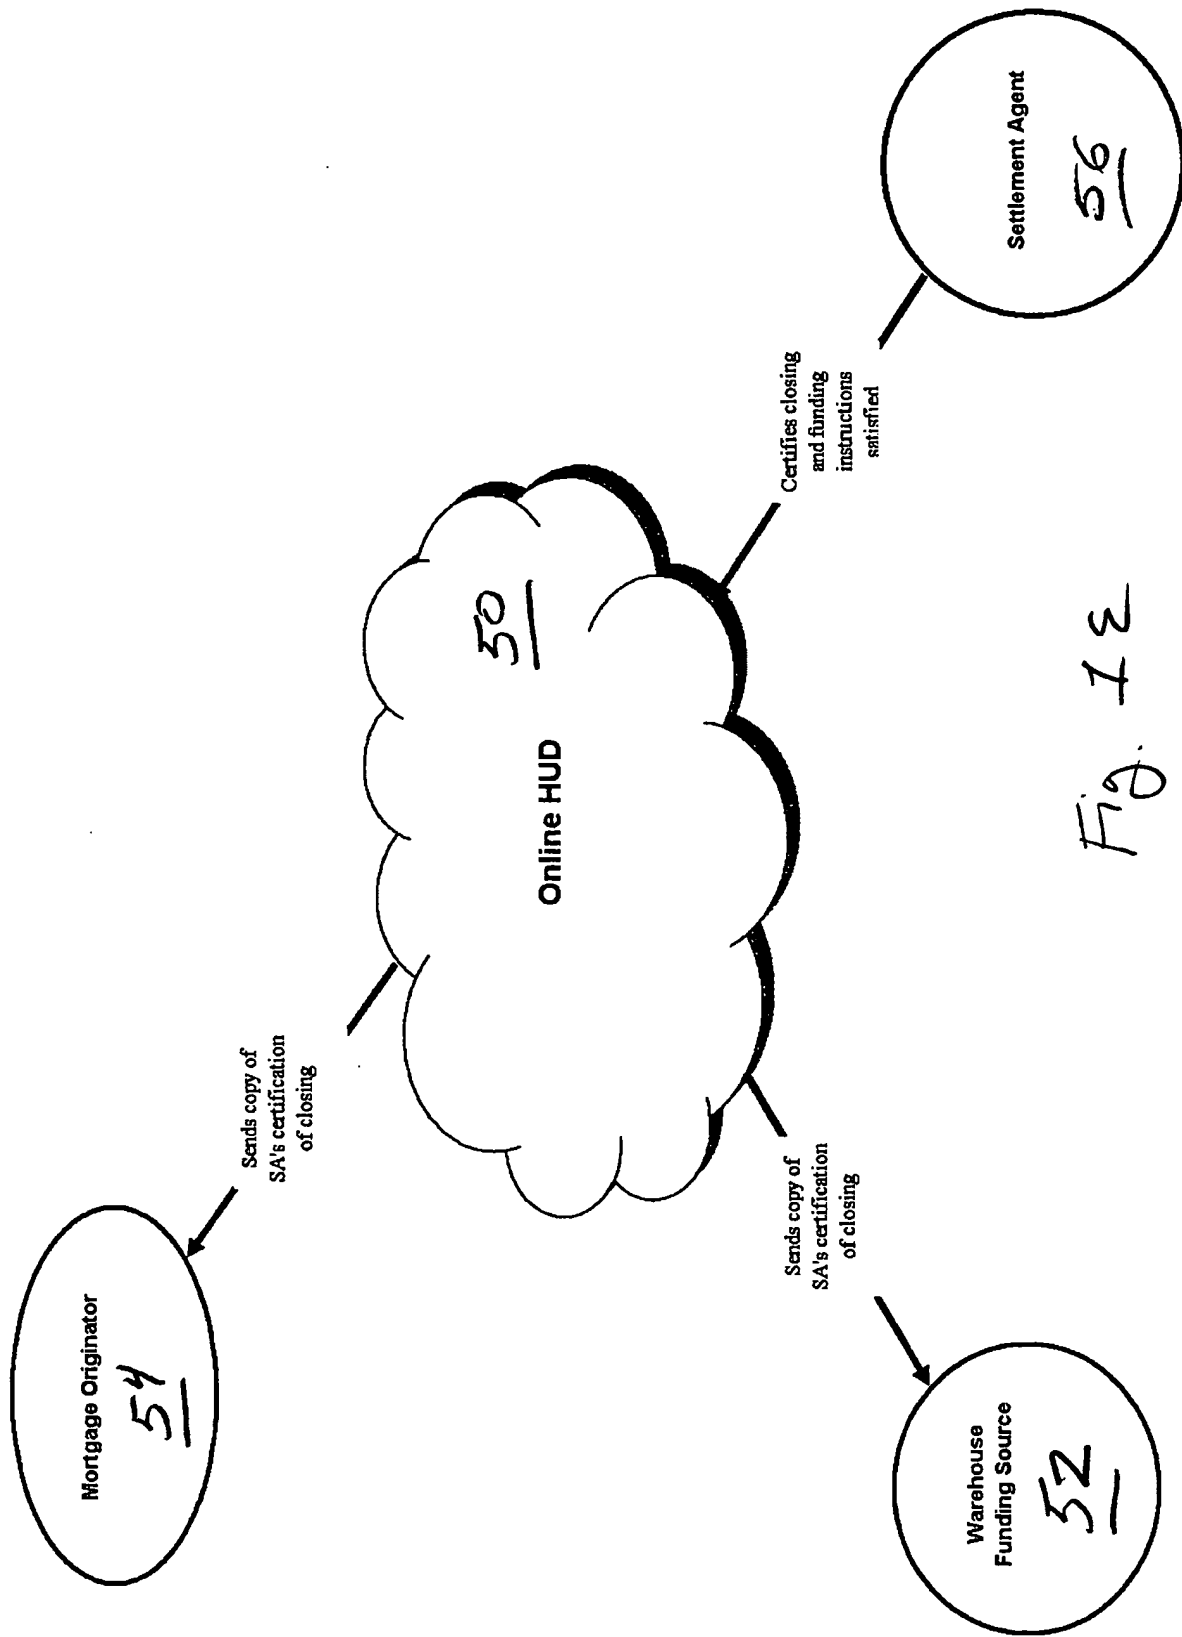 Mortgage Originator
54
Sends copy of
SA's certification
of closing
Online HUD
50
Warehouse
Funding Source
52
Sends copy of
SA's certification
of closing
Certifies closing
and funding
instructions
satisfied
Settlement Agent
56
Fig. 1E